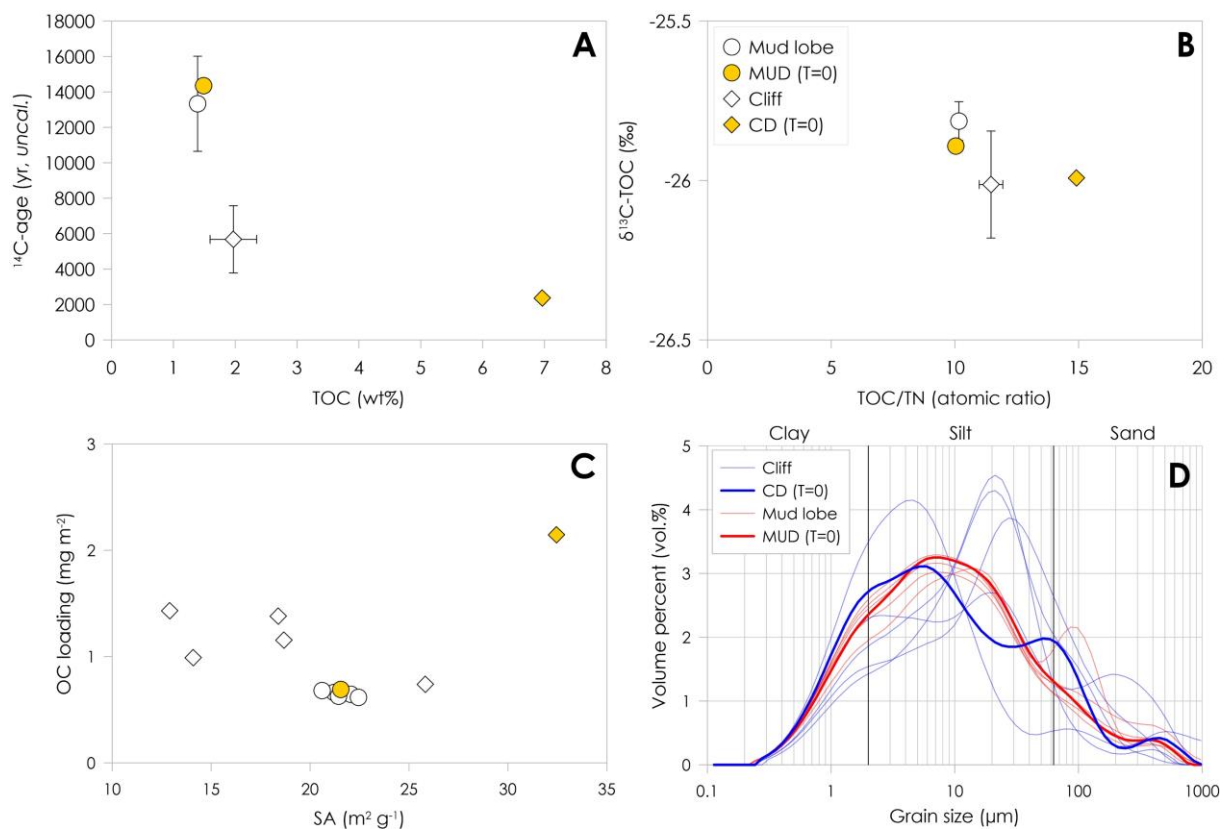 A
¹⁴C-age (yr, uncal.)
18000
16000
14000
12000
10000
8000
6000
4000
2000
0
0 1 2 3 4 5 6 7 8
TOC (wt%)
B
Mud lobe
MUD (T=0)
Cliff
CD (T=0)
δ¹³C-TOC (‰)
-25.5
-26
-26.5
0 5 10 15 20
TOC/TN (atomic ratio)
C
OC loading (mg m⁻²)
3
2
1
0
10 15 20 25 30 35
SA (m² g⁻¹)
Clay Silt Sand
D
Cliff
CD (T=0)
Mud lobe
MUD (T=0)
Volume percent (vol.%)
5
4
3
2
1
0
0.1 1 10 100 1000
Grain size (µm)